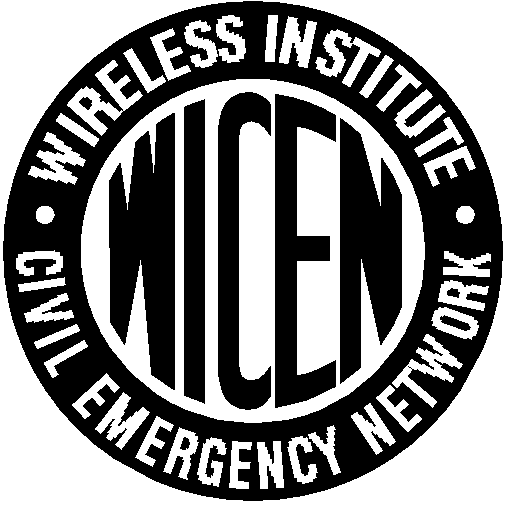 WIRELESS INSTITUTE
WICEN
CIVIL EMERGENCY NETWORK